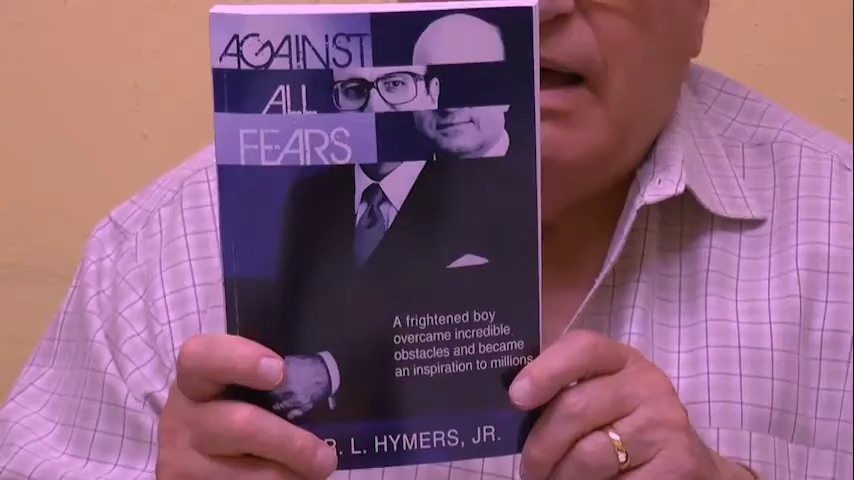 AGAINST
ALL
FEARS
A frightened boy
overcame incredible
obstacles and became
an inspiration to millions
R. L. HYMERS, JR.